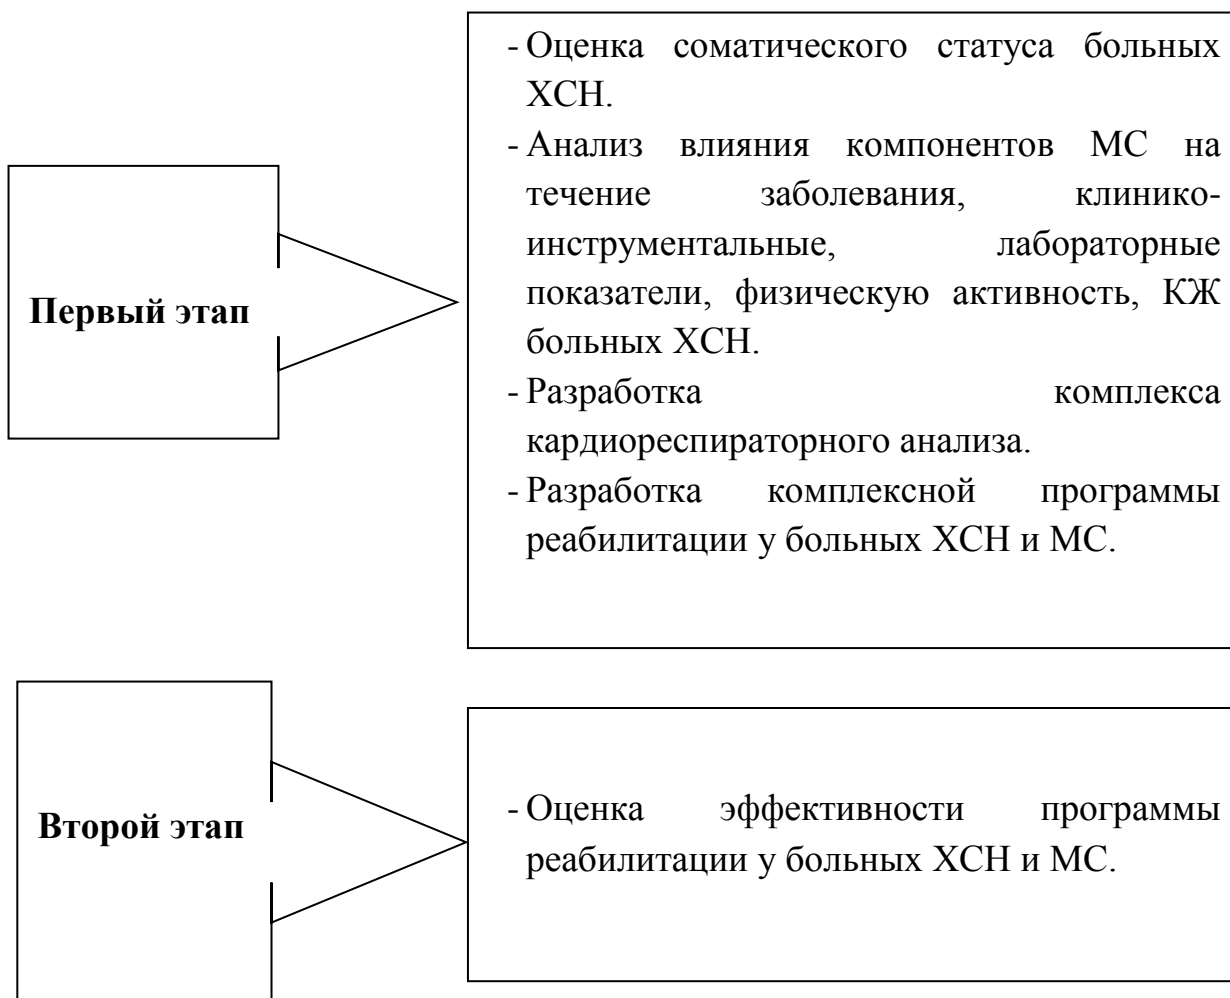 Первый этап
- Оценка соматического статуса больных
ХСН.
- Анализ влияния компонентов МС на
течение заболевания, клинико-
инструментальные, лабораторные
показатели, физическую активность, КЖ
больных ХСН.
- Разработка комплекса
кардиореспираторного анализа.
- Разработка комплексной программы
реабилитации у больных ХСН и МС.
Второй этап
- Оценка эффективности программы
реабилитации у больных ХСН и МС.